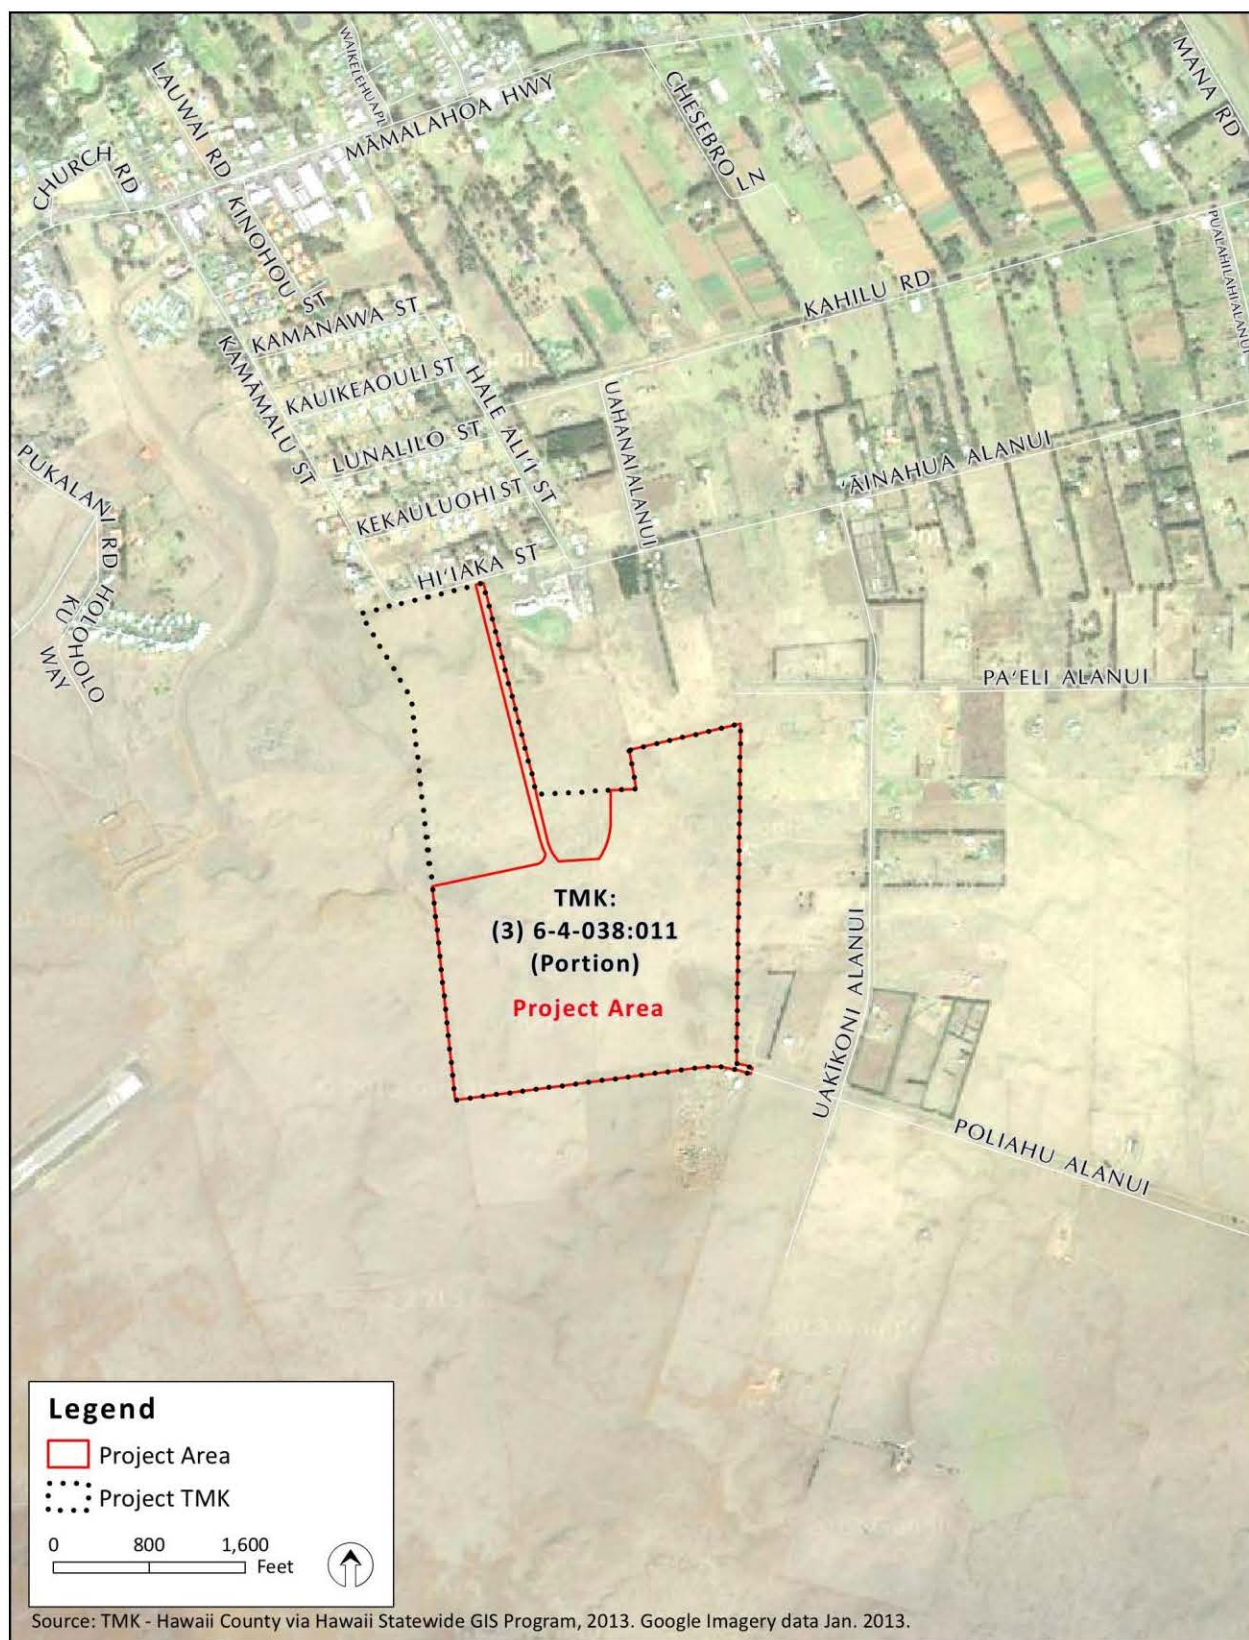 WAIKELEHUA PL
LAUWAI RD
MANA RD
MĀMALAHOA HWY
CHESEBRO LN
CHURCH RD
KINOHOU ST
PUALAHILAHI ALANUI
KAHILU RD
KAMANAWA ST
KAMĀMALU ST
KAUIKEAOULI ST
HALE ALI‘I ST
UAHANAI ALANUI
LUNALILO ST
‘ĀINAHUA ALANUI
PUKALANI RD
KEKAULUOHI ST
HI‘IAKA ST
HOLOHOLO
KU
WAY
PA‘ELI ALANUI
TMK:
(3) 6-4-038:011
(Portion)
Project Area
UAKĪKONI ALANUI
POLIAHU ALANUI
Legend
Project Area
Project TMK
0 800 1,600
Feet
Source: TMK - Hawaii County via Hawaii Statewide GIS Program, 2013. Google Imagery data Jan. 2013.